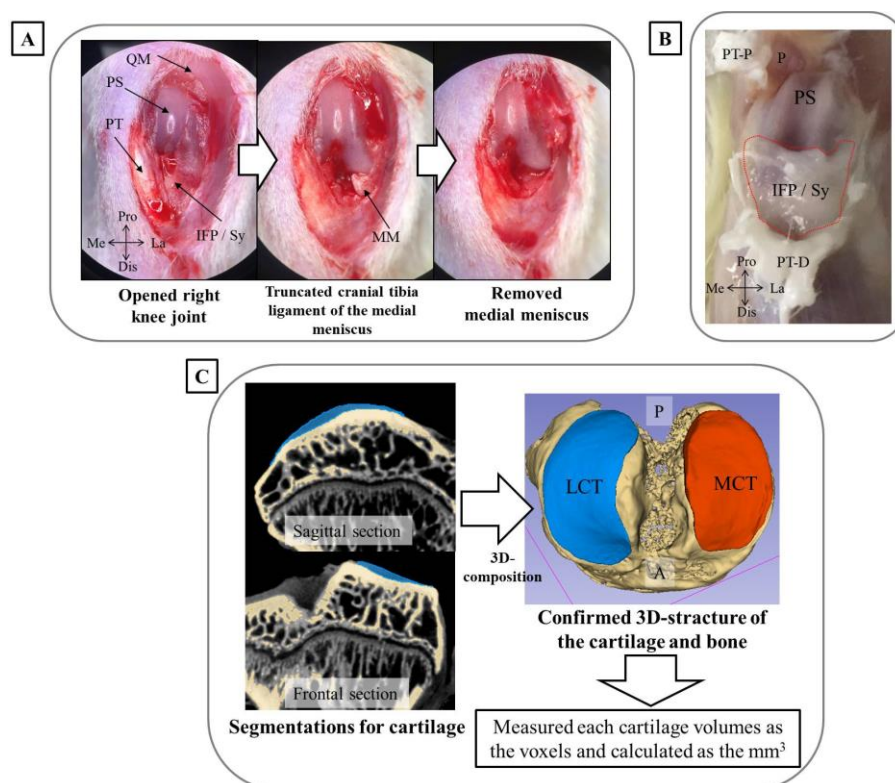 A
QM
PS
PT
IFP / Sy
Pro
Me
La
Dis
MM
Opened right
knee joint
Truncated cranial tibia
ligament of the medial
meniscus
Removed
medial meniscus
B
PT-P
P
PS
IFP / Sy
PT-D
Pro
Me
La
Dis
C
Sagittal section
Frontal section
Segmentations for cartilage
3D-
composition
P
LCT
MCT
A
Confirmed 3D-stracture of
the cartilage and bone
Measured each cartilage volumes as
the voxels and calculated as the mm³